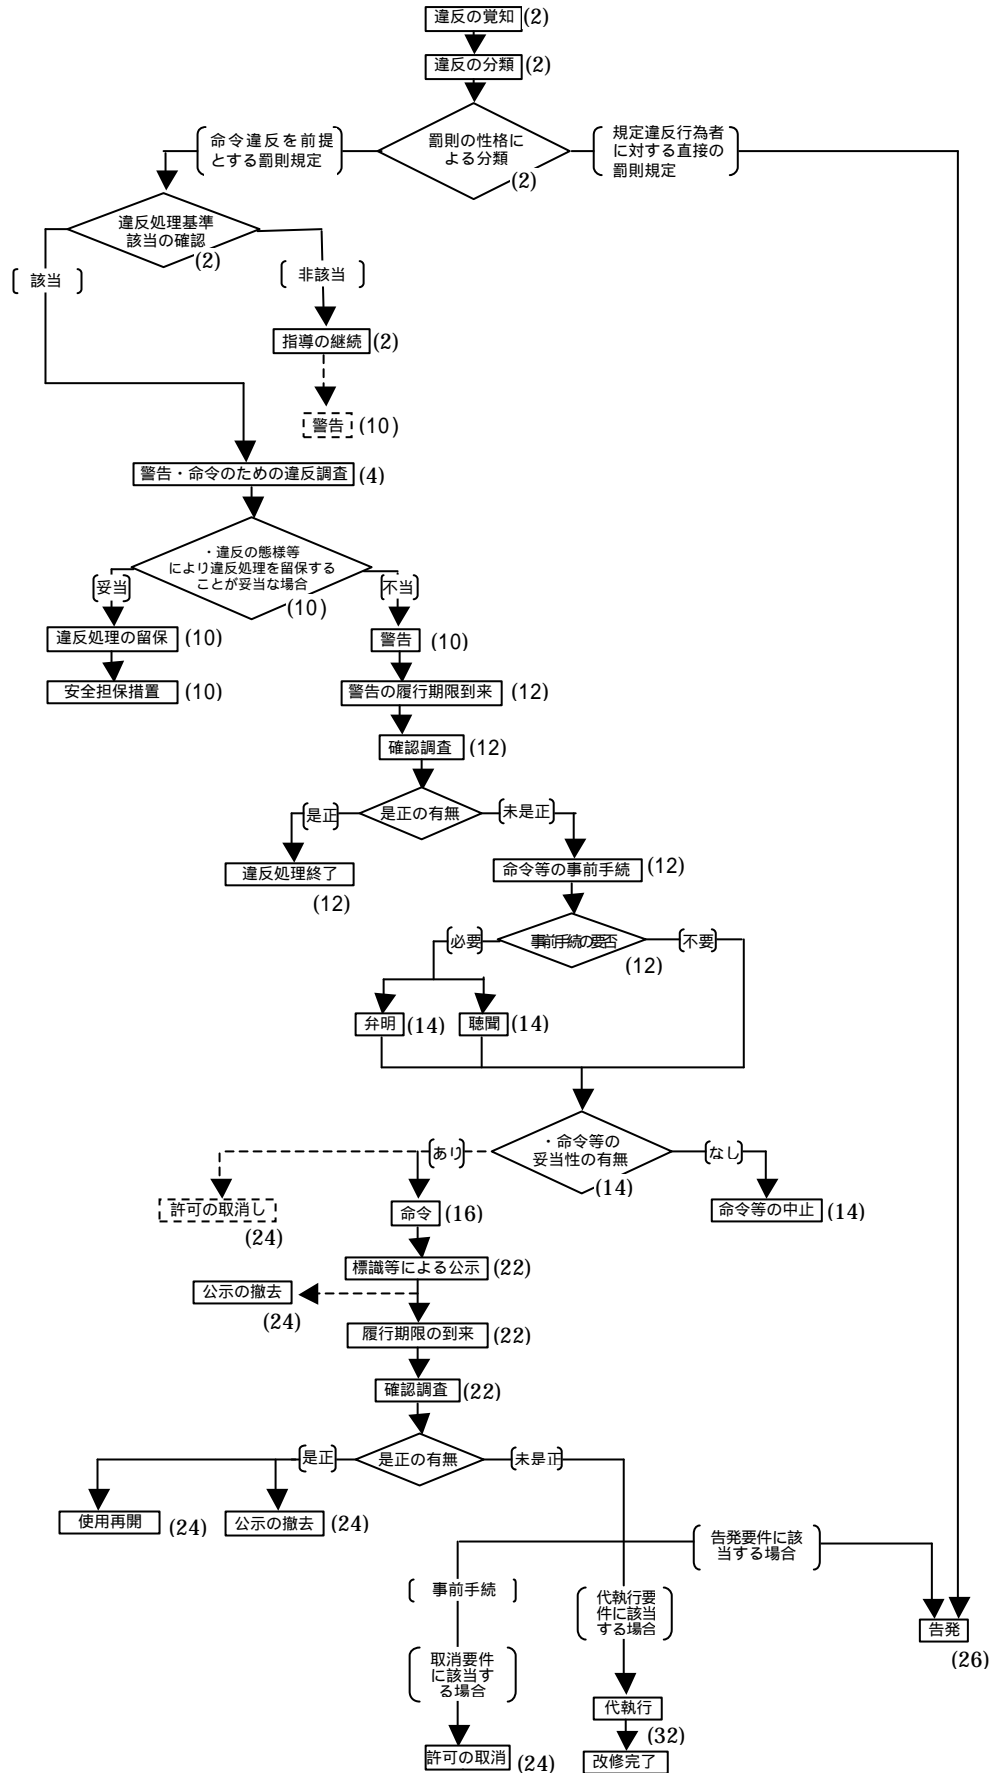 違反の覚知 (2)
違反の分類 (2)
罰則の性格に
よる分類
(2)
命令違反を前提
とする罰則規定
規定違反行為者
に対する直接の
罰則規定
違反処理基準
該当の確認
(2)
該当
非該当
指導の継続 (2)
警告 (10)
警告・命令のための違反調査 (4)
・違反の態様等
により違反処理を留保する
ことが妥当な場合
(10)
妥当
不当
違反処理の留保 (10)
警告 (10)
安全担保措置 (10)
警告の履行期限到来 (12)
確認調査 (12)
是正の有無
是正
未是正
違反処理終了
(12)
命令等の事前手続 (12)
事前手続の要否
(12)
必要
不要
弁明 (14)
聴聞 (14)
・命令等の
妥当性の有無
(14)
あり
なし
許可の取消し
(24)
命令 (16)
命令等の中止 (14)
標識等による公示 (22)
公示の撤去
(24)
履行期限の到来 (22)
確認調査 (22)
是正の有無
是正
未是正
使用再開 (24)
公示の撤去 (24)
告発要件に該
当する場合
事前手続
代執行要
件に該当
する場合
告発
(26)
取消要件
に該当す
る場合
代執行
(32)
許可の取消 (24)
改修完了